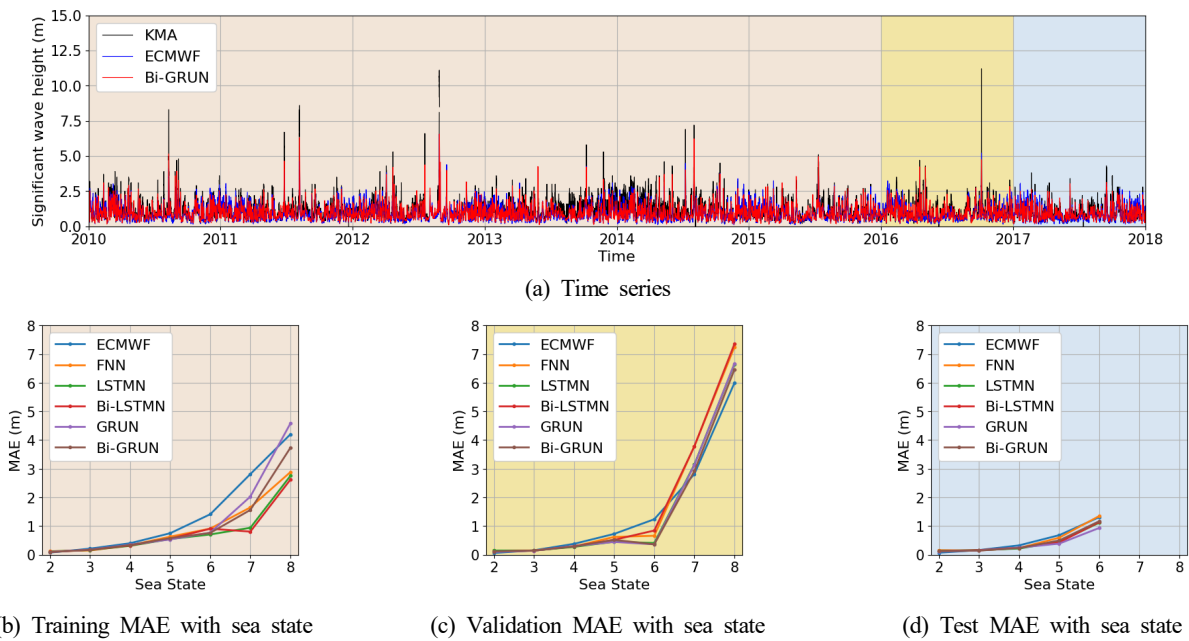 15.0
12.5
10.0
7.5
5.0
2.5
0.0
Significant wave height (m)
KMA
ECMWF
Bi-GRUN
2010 2011 2012 2013 2014 2015 2016 2017 2018
Time
(a) Time series
8
7
6
5
4
3
2
1
0
MAE (m)
ECMWF
FNN
LSTMN
Bi-LSTMN
GRUN
Bi-GRUN
2 3 4 5 6 7 8
Sea State
(b) Training MAE with sea state
8
7
6
5
4
3
2
1
0
MAE (m)
ECMWF
FNN
LSTMN
Bi-LSTMN
GRUN
Bi-GRUN
2 3 4 5 6 7 8
Sea State
(c) Validation MAE with sea state
8
7
6
5
4
3
2
1
0
MAE (m)
ECMWF
FNN
LSTMN
Bi-LSTMN
GRUN
Bi-GRUN
2 3 4 5 6 7 8
Sea State
(d) Test MAE with sea state